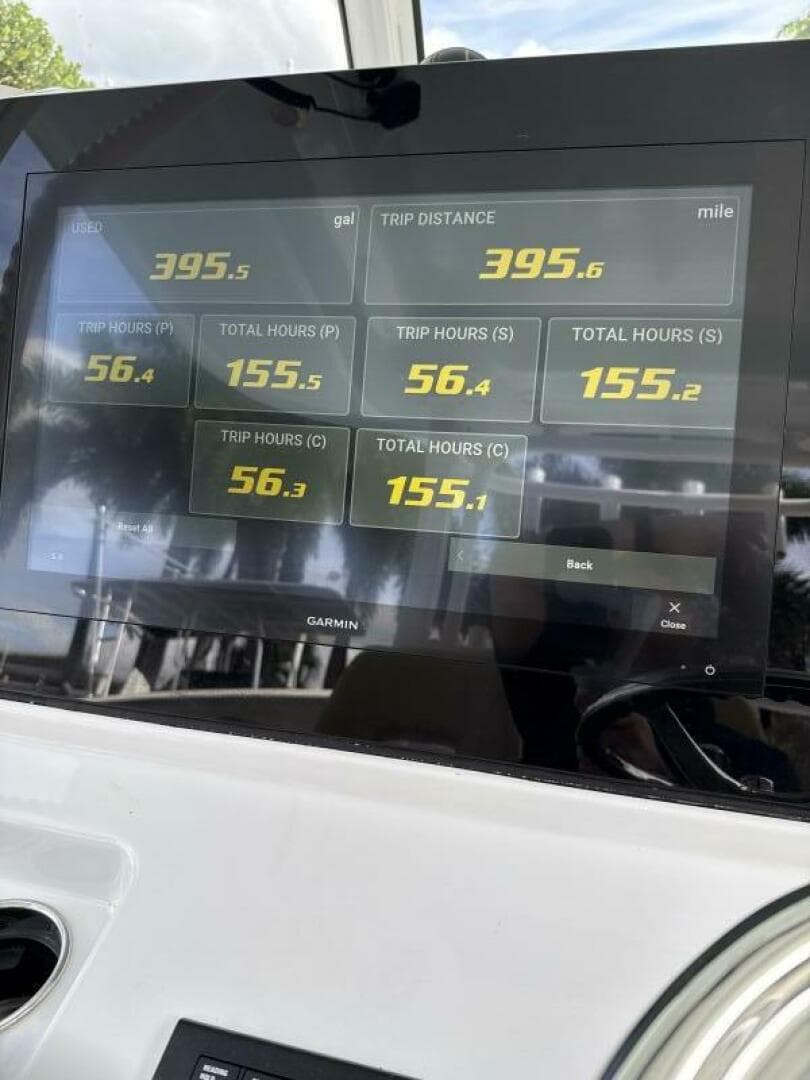 USED gal TRIP DISTANCE mile
395.5 395.6
TRIP HOURS (P) TOTAL HOURS (P) TRIP HOURS (S) TOTAL HOURS (S)
56.4 155.5 56.4 155.2
TRIP HOURS (C) TOTAL HOURS (C)
56.3 155.1
Reset All
Back
Close
GARMIN
HEADING
HOLD